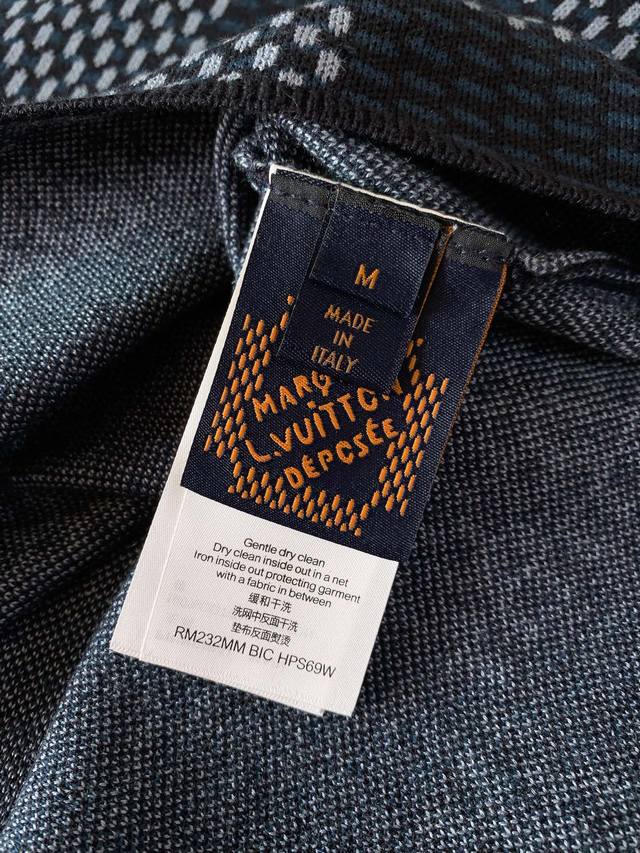 M
MADE
IN
ITALY
MARQ
L.VUITTON
DÉPOSÉE
Gentle dry clean
Dry clean inside out in a net
Iron inside out protecting garment
with a fabric in between
缓和干洗
洗网中反面干洗
垫布反面熨烫
RM232MM BIC HPS69W